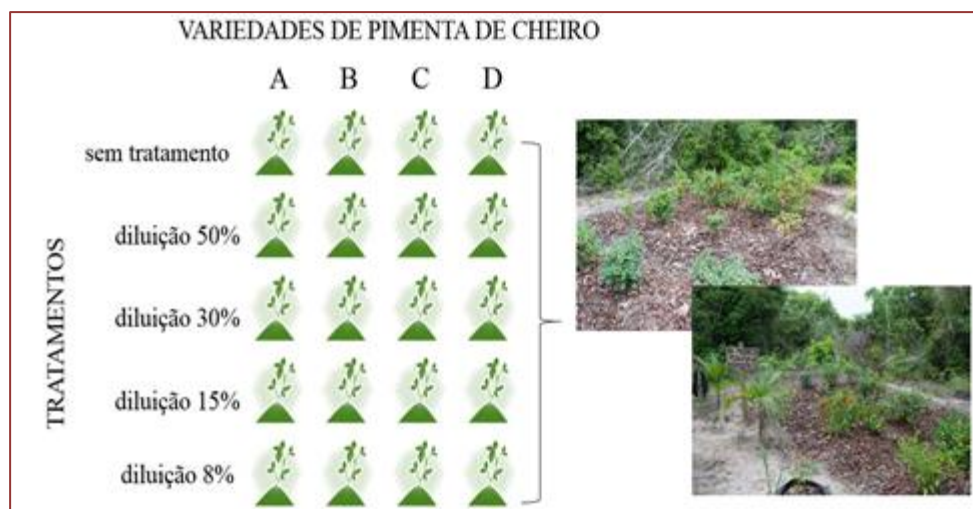 VARIEDADES DE PIMENTA DE CHEIRO
A B C D
sem tratamento
diluição 50%
diluição 30%
diluição 15%
diluição 8%
TRATAMENTOS